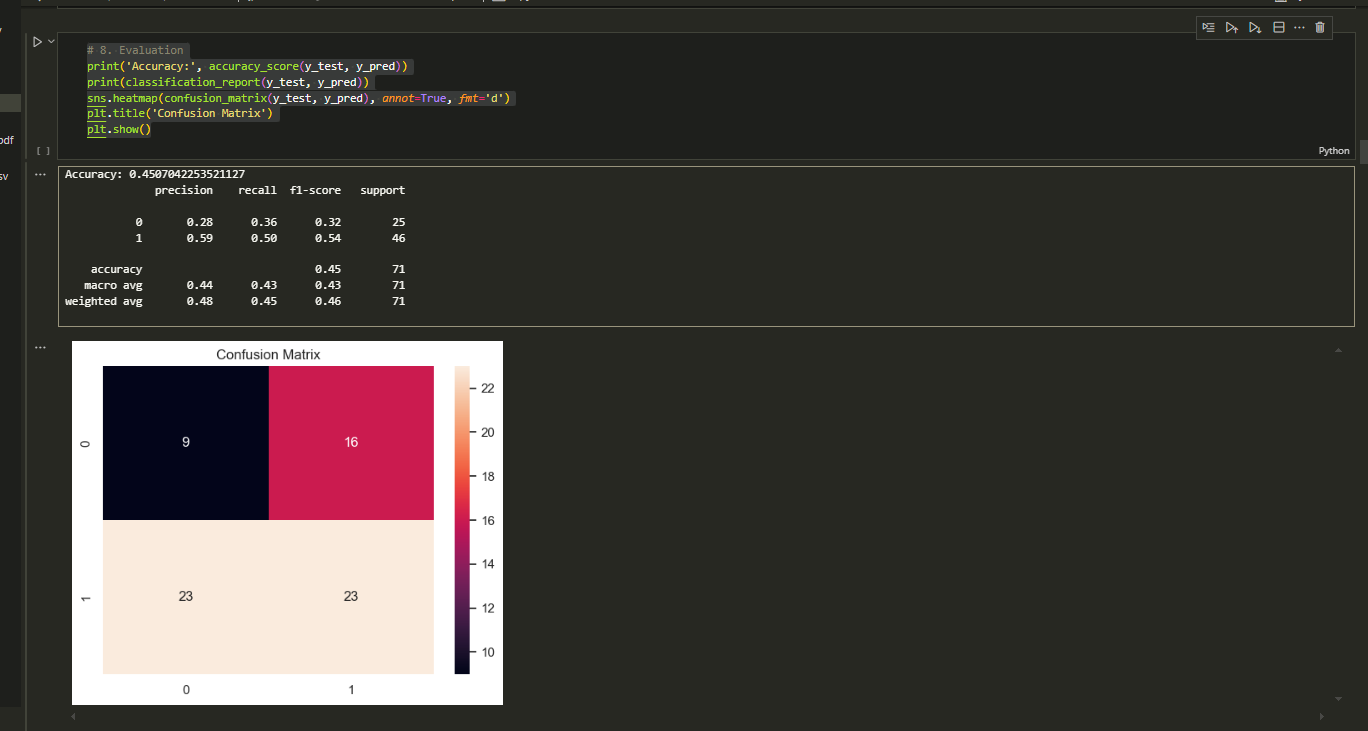 # 8. Evaluation
print('Accuracy:', accuracy_score(y_test, y_pred))
print(classification_report(y_test, y_pred))
sns.heatmap(confusion_matrix(y_test, y_pred), annot=True, fmt='d')
plt.title('Confusion Matrix')
plt.show()
[ ]
Python
odf
sv
Accuracy: 0.4507042253521127
precision recall f1-score support
0 0.28 0.36 0.32 25
1 0.59 0.50 0.54 46
accuracy 0.45 71
macro avg 0.44 0.43 0.43 71
weighted avg 0.48 0.45 0.46 71
Confusion Matrix
0
9 16
1
23 23
0 1
22
20
18
16
14
12
10